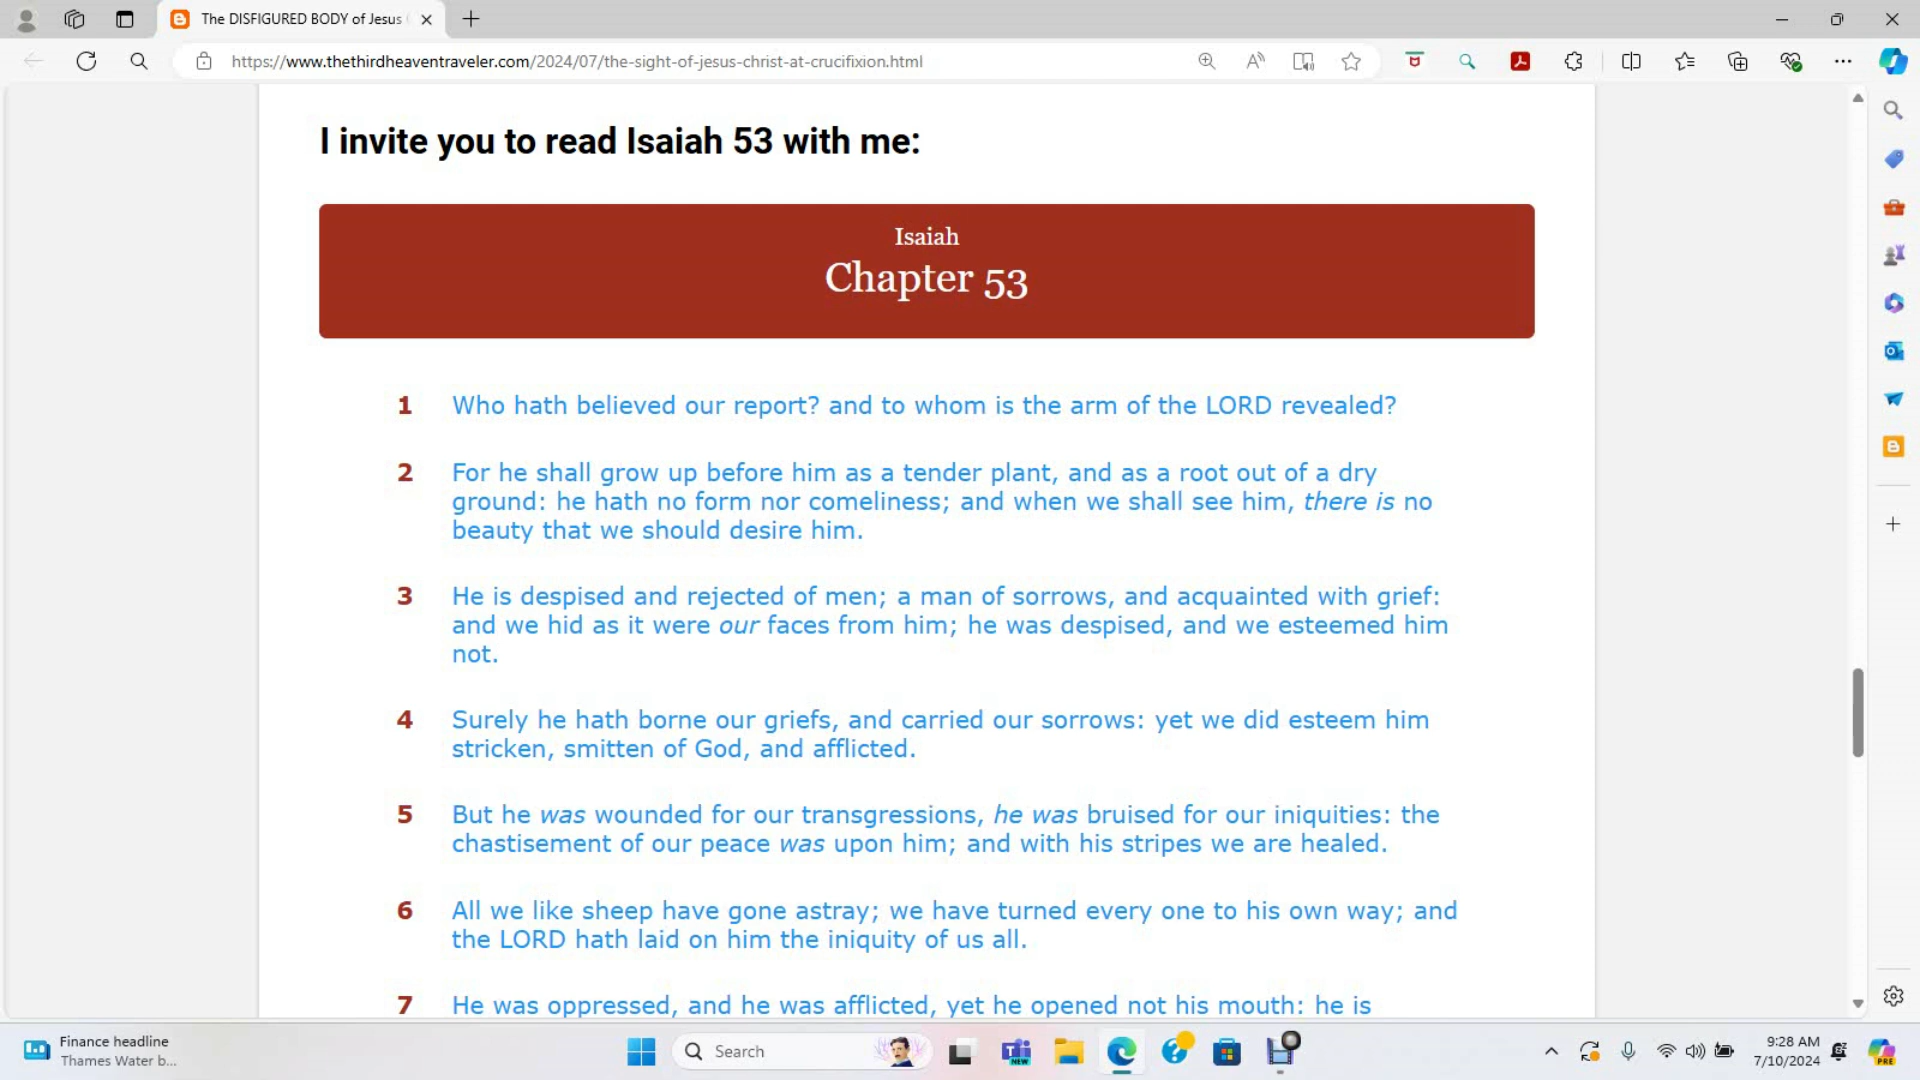 The DISFIGURED BODY of Jesus
https://www.thethirdheaventraveler.com/2024/07/the-sight-of-jesus-christ-at-crucifixion.html
I invite you to read Isaiah 53 with me:
Isaiah
Chapter 53
1 Who hath believed our report? and to whom is the arm of the LORD revealed?
2 For he shall grow up before him as a tender plant, and as a root out of a dry
ground: he hath no form nor comeliness; and when we shall see him, there is no
beauty that we should desire him.
3 He is despised and rejected of men; a man of sorrows, and acquainted with grief:
and we hid as it were our faces from him; he was despised, and we esteemed him
not.
4 Surely he hath borne our griefs, and carried our sorrows: yet we did esteem him
stricken, smitten of God, and afflicted.
5 But he was wounded for our transgressions, he was bruised for our iniquities: the
chastisement of our peace was upon him; and with his stripes we are healed.
6 All we like sheep have gone astray; we have turned every one to his own way; and
the LORD hath laid on him the iniquity of us all.
7 He was oppressed, and he was afflicted, yet he opened not his mouth: he is
Finance headline
Thames Water b...
Search
NEW
9:28 AM
7/10/2024
PRE